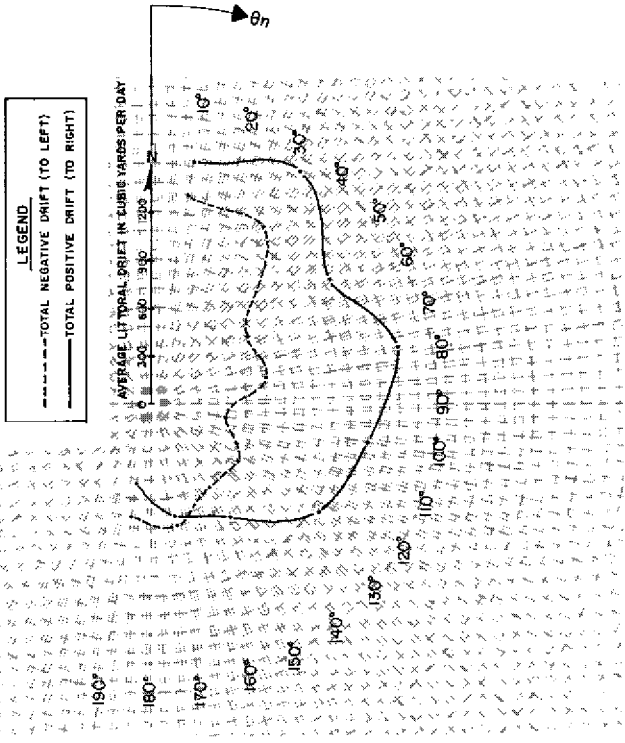 LEGEND
TOTAL NEGATIVE DRIFT (TO LEFT)
TOTAL POSITIVE DRIFT (TO RIGHT)
AVERAGE LITTORAL DRIFT IN CUBIC YARDS PER DAY
0 300 600 900 1200
N
θn
10°
20°
30°
40°
50°
60°
70°
80°
90°
100°
110°
120°
130°
140°
150°
160°
170°
180°
190°